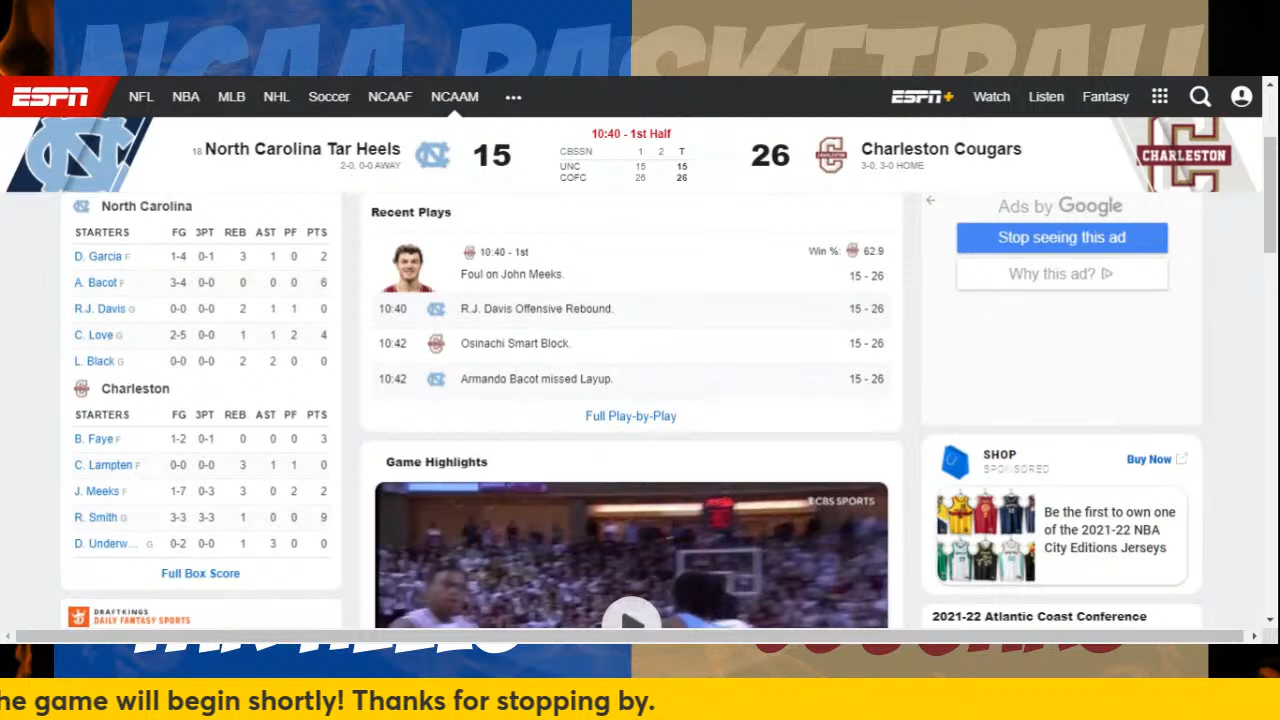 NCAA BASKETBALL
ESPN NFL NBA MLB NHL Soccer NCAAF NCAAM ••• ESPN+ Watch Listen Fantasy
18 North Carolina Tar Heels
2-0, 0-0 AWAY
15
10:40 - 1st Half
CBSSN 1 2 T
UNC 15 15
COFC 26 26
26
Charleston Cougars
3-0, 3-0 HOME
CHARLESTON
North Carolina
STARTERS FG 3PT REB AST PF PTS
D. Garcia F 1-4 0-1 3 1 0 2
A. Bacot F 3-4 0-0 0 0 0 6
R.J. Davis G 0-0 0-0 2 1 1 0
C. Love G 2-5 0-0 1 1 2 4
L. Black G 0-0 0-0 2 2 0 0
Charleston
STARTERS FG 3PT REB AST PF PTS
B. Faye F 1-2 0-1 0 0 0 3
C. Lampten F 0-0 0-0 3 1 1 0
J. Meeks F 1-7 0-3 3 0 2 2
R. Smith G 3-3 3-3 1 0 0 9
D. Underw... G 0-2 0-0 1 3 0 0
Full Box Score
DRAFTKINGS
DAILY FANTASY SPORTS
Recent Plays
10:40 - 1st Win %: 62.9
Foul on John Meeks. 15 - 26
10:40 R.J. Davis Offensive Rebound. 15 - 26
10:42 Osinachi Smart Block. 15 - 26
10:42 Armando Bacot missed Layup. 15 - 26
Full Play-by-Play
Game Highlights
CBS SPORTS
Ads by Google
Stop seeing this ad
Why this ad?
SHOP
SPONSORED
Buy Now
Be the first to own one
of the 2021-22 NBA
City Editions Jerseys
2021-22 Atlantic Coast Conference
he game will begin shortly! Thanks for stopping by.